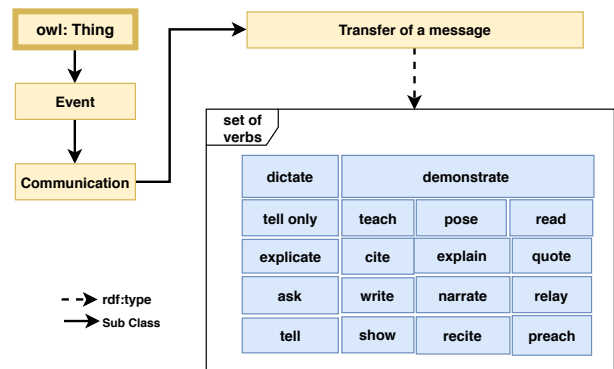 owl: Thing
Transfer of a message
Event
Communication
set of
verbs
dictate demonstrate
tell only teach pose read
explicate cite explain quote
ask write narrate relay
tell show recite preach
rdf:type
Sub Class